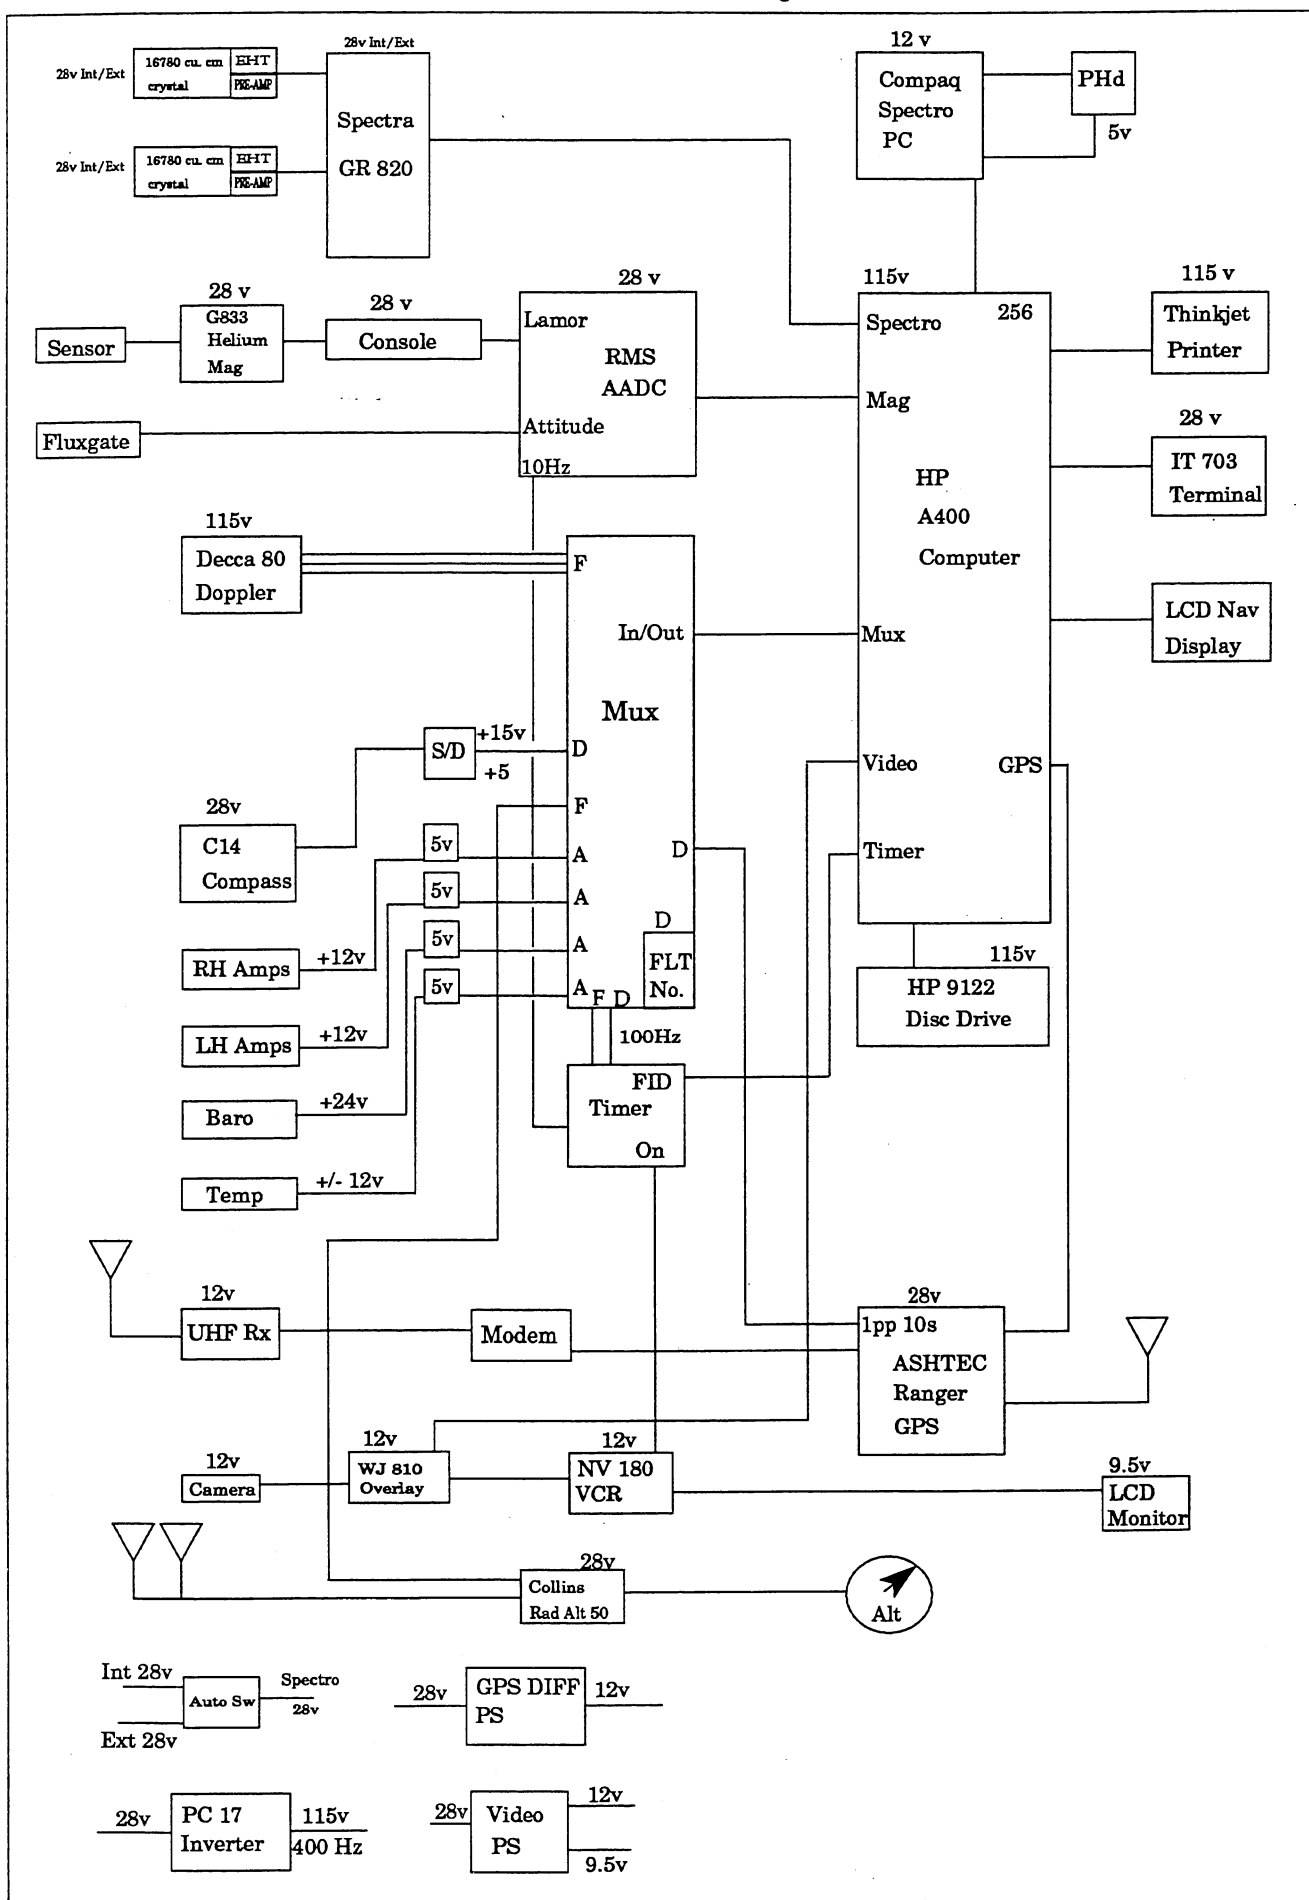 28v Int/Ext
16780 cu. cm
crystal
EHT
PRE-AMP
28v Int/Ext
16780 cu. cm
crystal
EHT
PRE-AMP
28v Int/Ext
Spectra
GR 820
12 v
Compaq
Spectro
PC
PHd
5v
Sensor
28 v
G833
Helium
Mag
28 v
Console
28 v
Lamor
RMS
AADC
Attitude
10Hz
Fluxgate
115v
Spectro
256
Mag
HP
A400
Computer
Mux
Video
GPS
Timer
115 v
Thinkjet
Printer
28 v
IT 703
Terminal
LCD Nav
Display
115v
HP 9122
Disc Drive
115v
Decca 80
Doppler
F
In/Out
Mux
D
F
A
A
A
A
D
D
FLT
No.
F D
100Hz
S/D
+15v
+5
28v
C14
Compass
5v
5v
5v
5v
RH Amps
+12v
LH Amps
+12v
Baro
+24v
Temp
+/- 12v
FID
Timer
On
12v
UHF Rx
Modem
28v
1pp 10s
ASHTEC
Ranger
GPS
12v
Camera
12v
WJ 810
Overlay
12v
NV 180
VCR
9.5v
LCD
Monitor
28v
Collins
Rad Alt 50
Alt
Int 28v
Ext 28v
Auto Sw
Spectro
28v
28v
GPS DIFF
PS
12v
28v
PC 17
Inverter
115v
400 Hz
28v
Video
PS
12v
9.5v